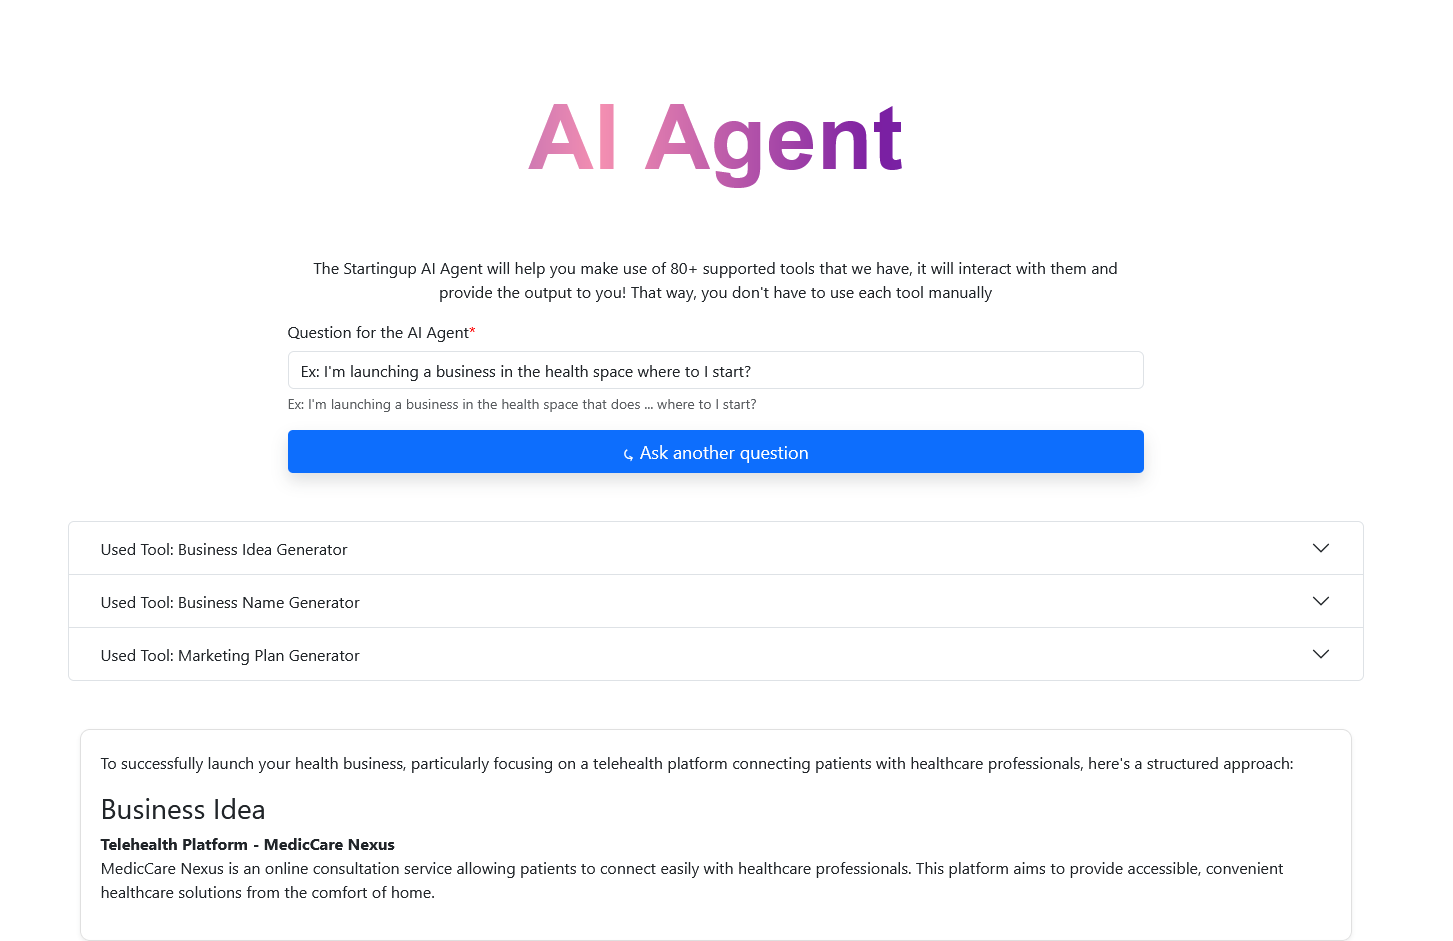 AI Agent
The Startingup AI Agent will help you make use of 80+ supported tools that we have, it will interact with them and
provide the output to you! That way, you don't have to use each tool manually
Question for the AI Agent*
Ex: I'm launching a business in the health space where to I start?
Ex: I'm launching a business in the health space that does ... where to I start?
Ask another question
Used Tool: Business Idea Generator
Used Tool: Business Name Generator
Used Tool: Marketing Plan Generator
To successfully launch your health business, particularly focusing on a telehealth platform connecting patients with healthcare professionals, here's a structured approach:
Business Idea
Telehealth Platform - MedicCare Nexus
MedicCare Nexus is an online consultation service allowing patients to connect easily with healthcare professionals. This platform aims to provide accessible, convenient
healthcare solutions from the comfort of home.